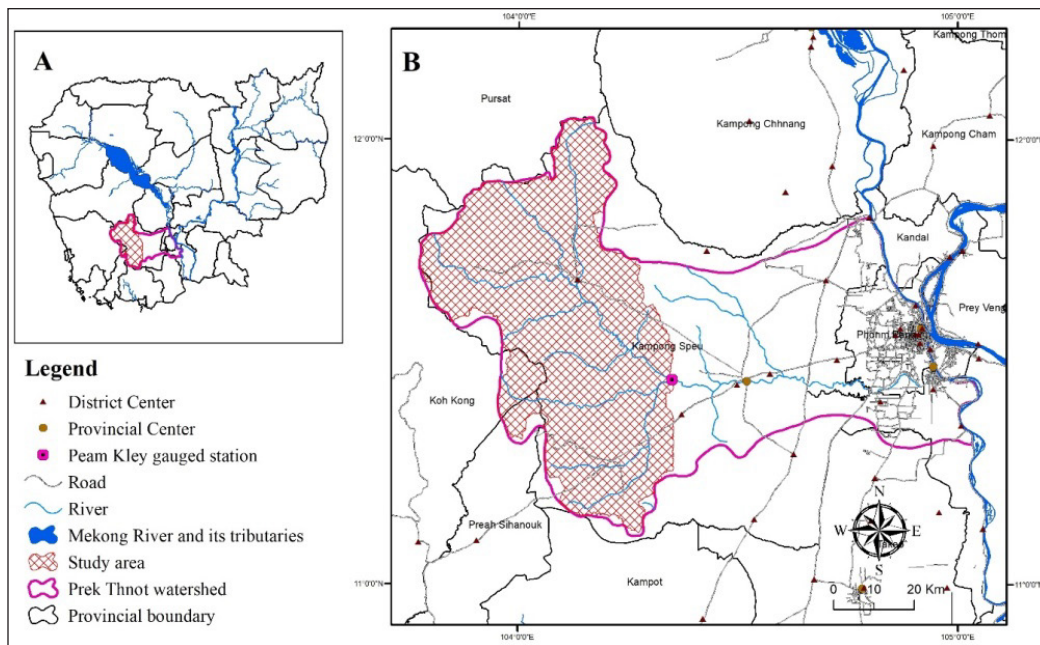 A
Legend
District Center
Provincial Center
Peam Kley gauged station
Road
River
Mekong River and its tributaries
Study area
Prek Thnot watershed
Provincial boundary
104°0'0"E
105°0'0"E
B
Kampong Thom
Pursat
12°0'0"N
12°0'0"N
Kampong Chhnang
Kampong Cham
Kandal
Prey Veng
Kampong Speu
Koh Kong
Preah Sihanouk
N
W
E
S
11°0'0"N
11°0'0"N
Kampot
0
10
20 Km
104°0'0"E
105°0'0"E